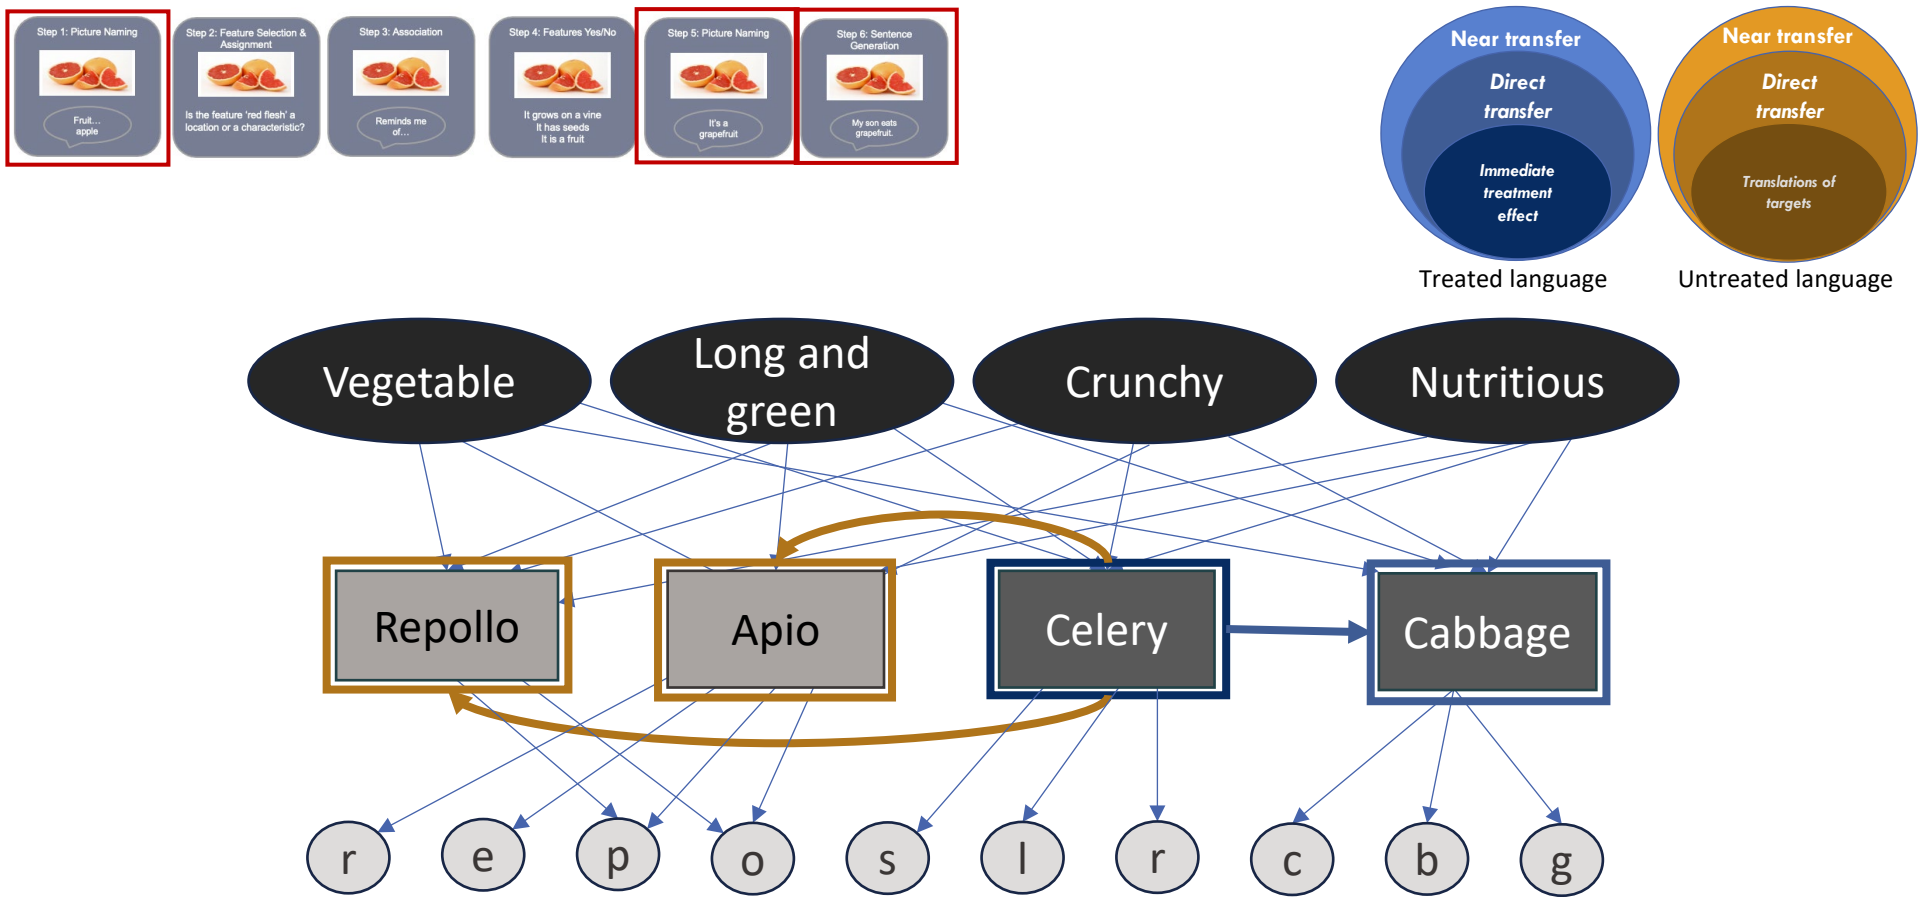 Step 1: Picture Naming
Fruit...
apple
Step 2: Feature Selection &
Assignment
Is the feature 'red flesh' a
location or a characteristic?
Step 3: Association
Reminds me
of...
Step 4: Features Yes/No
It grows on a vine
It has seeds
It is a fruit
Step 5: Picture Naming
It's a
grapefruit
Step 6: Sentence
Generation
My son eats
grapefruit.
Near transfer
Direct
transfer
Immediate
treatment
effect
Treated language
Near transfer
Direct
transfer
Translations of
targets
Untreated language
Vegetable
Long and
green
Crunchy
Nutritious
Repollo
Apio
Celery
Cabbage
r
e
p
o
s
l
r
c
b
g